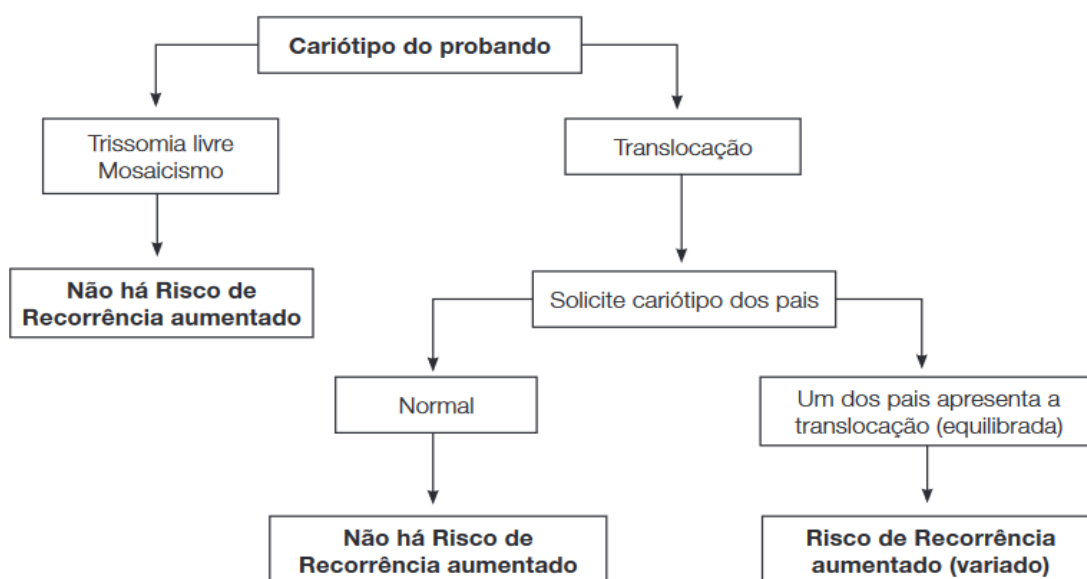 Cariótipo do probando
Trissomia livre
Mosaicismo
Translocação
Não há Risco de
Recorrência aumentado
Solicite cariótipo dos pais
Normal
Um dos pais apresenta a
translocação (equilibrada)
Não há Risco de
Recorrência aumentado
Risco de Recorrência
aumentado (variado)